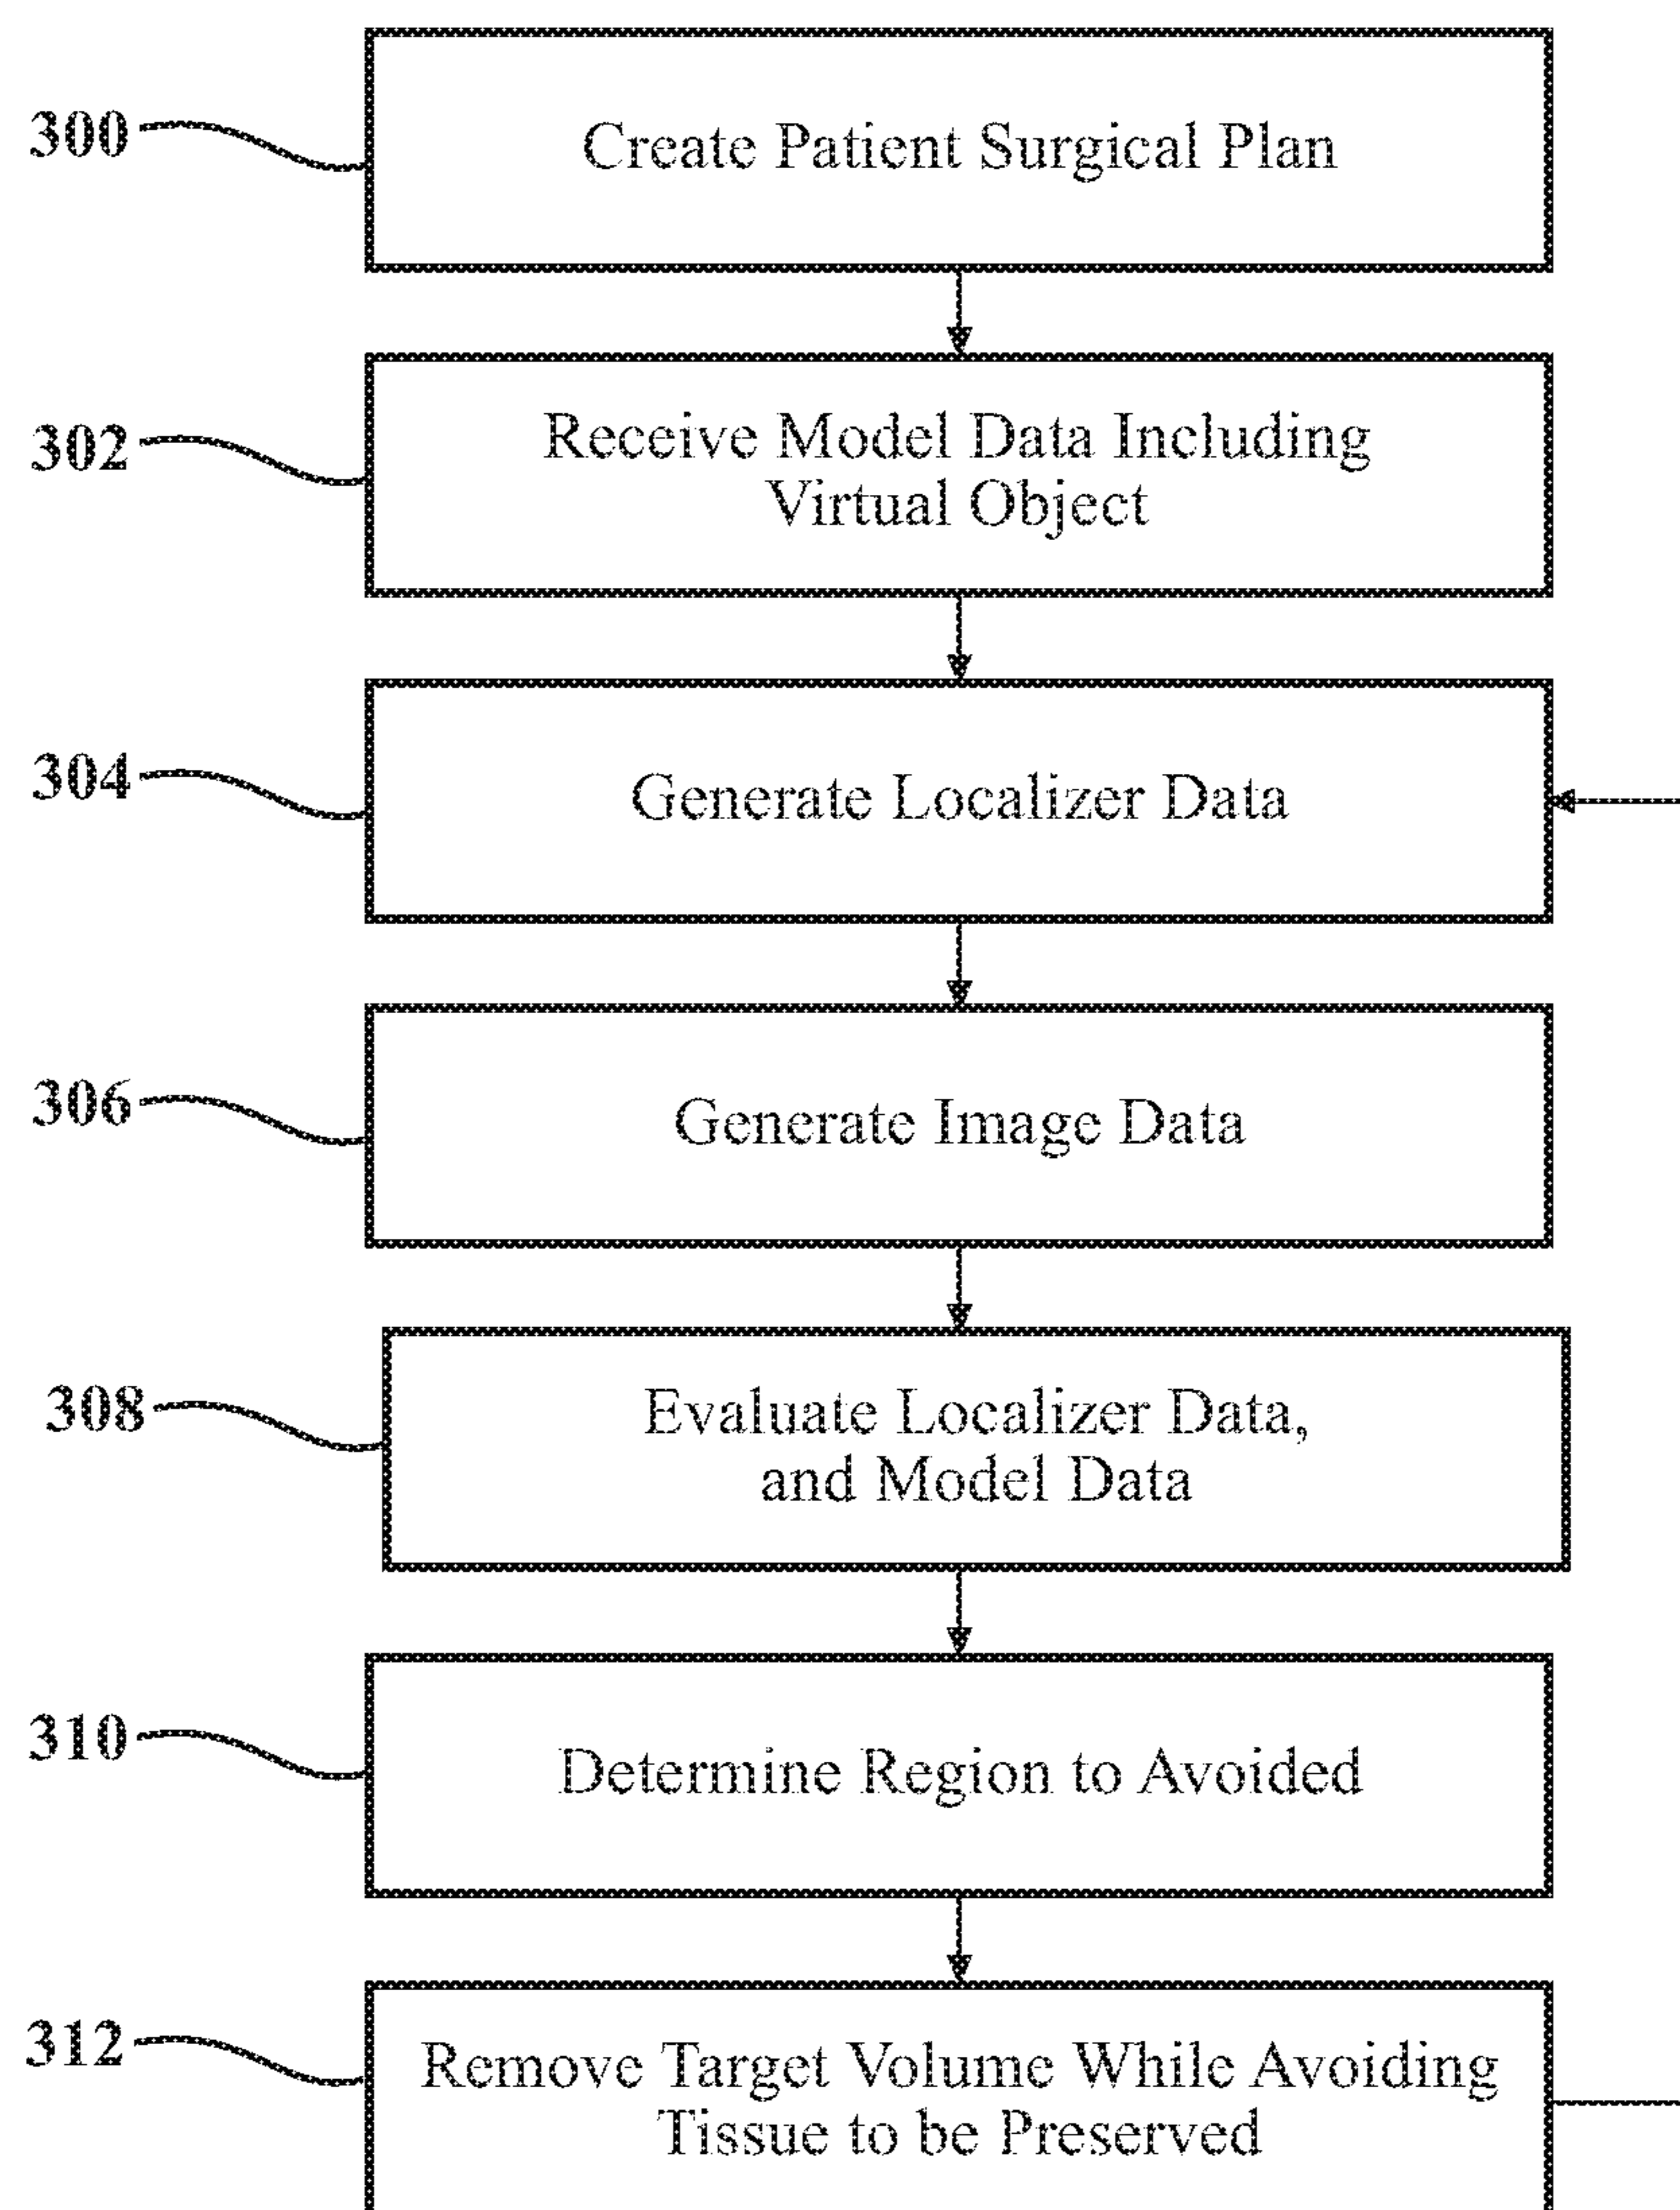 300
Create Patient Surgical Plan
302
Receive Model Data Including
Virtual Object
304
Generate Localizer Data
306
Generate Image Data
308
Evaluate Localizer Data,
and Model Data
310
Determine Region to Avoided
312
Remove Target Volume While Avoiding
Tissue to be Preserved